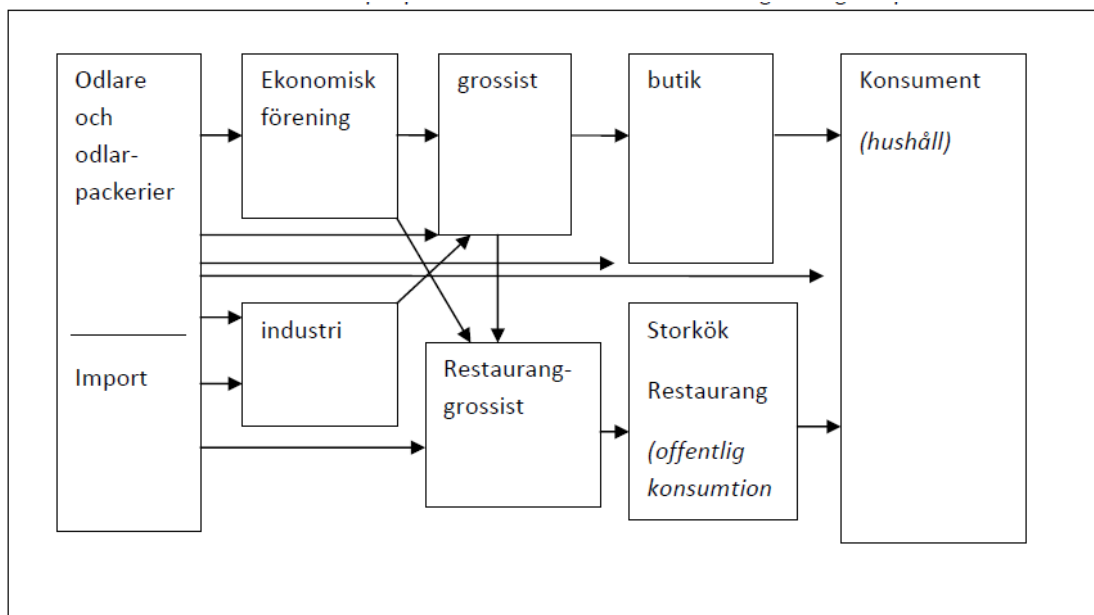 Odlare
och
odlar-
packerier
Import
Ekonomisk
förening
grossist
butik
Konsument
(hushåll)
industri
Restaurang-
grossist
Storkök
Restaurang
(offentlig
konsumtion